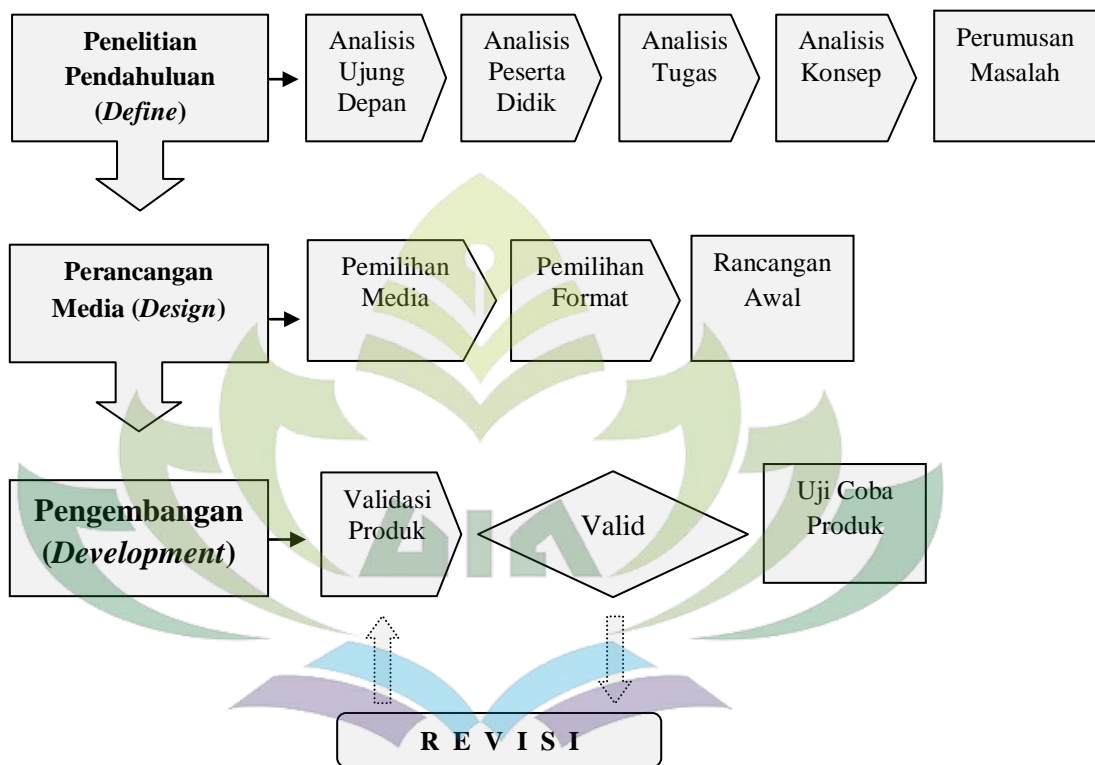 Penelitian
Pendahuluan
(Define)
Analisis
Ujung
Depan
Analisis
Peserta
Didik
Analisis
Tugas
Analisis
Konsep
Perumusan
Masalah
Perancangan
Media (Design)
Pemilihan
Media
Pemilihan
Format
Rancangan
Awal
Pengembangan
(Development)
Validasi
Produk
Valid
Uji Coba
Produk
R E V I S I